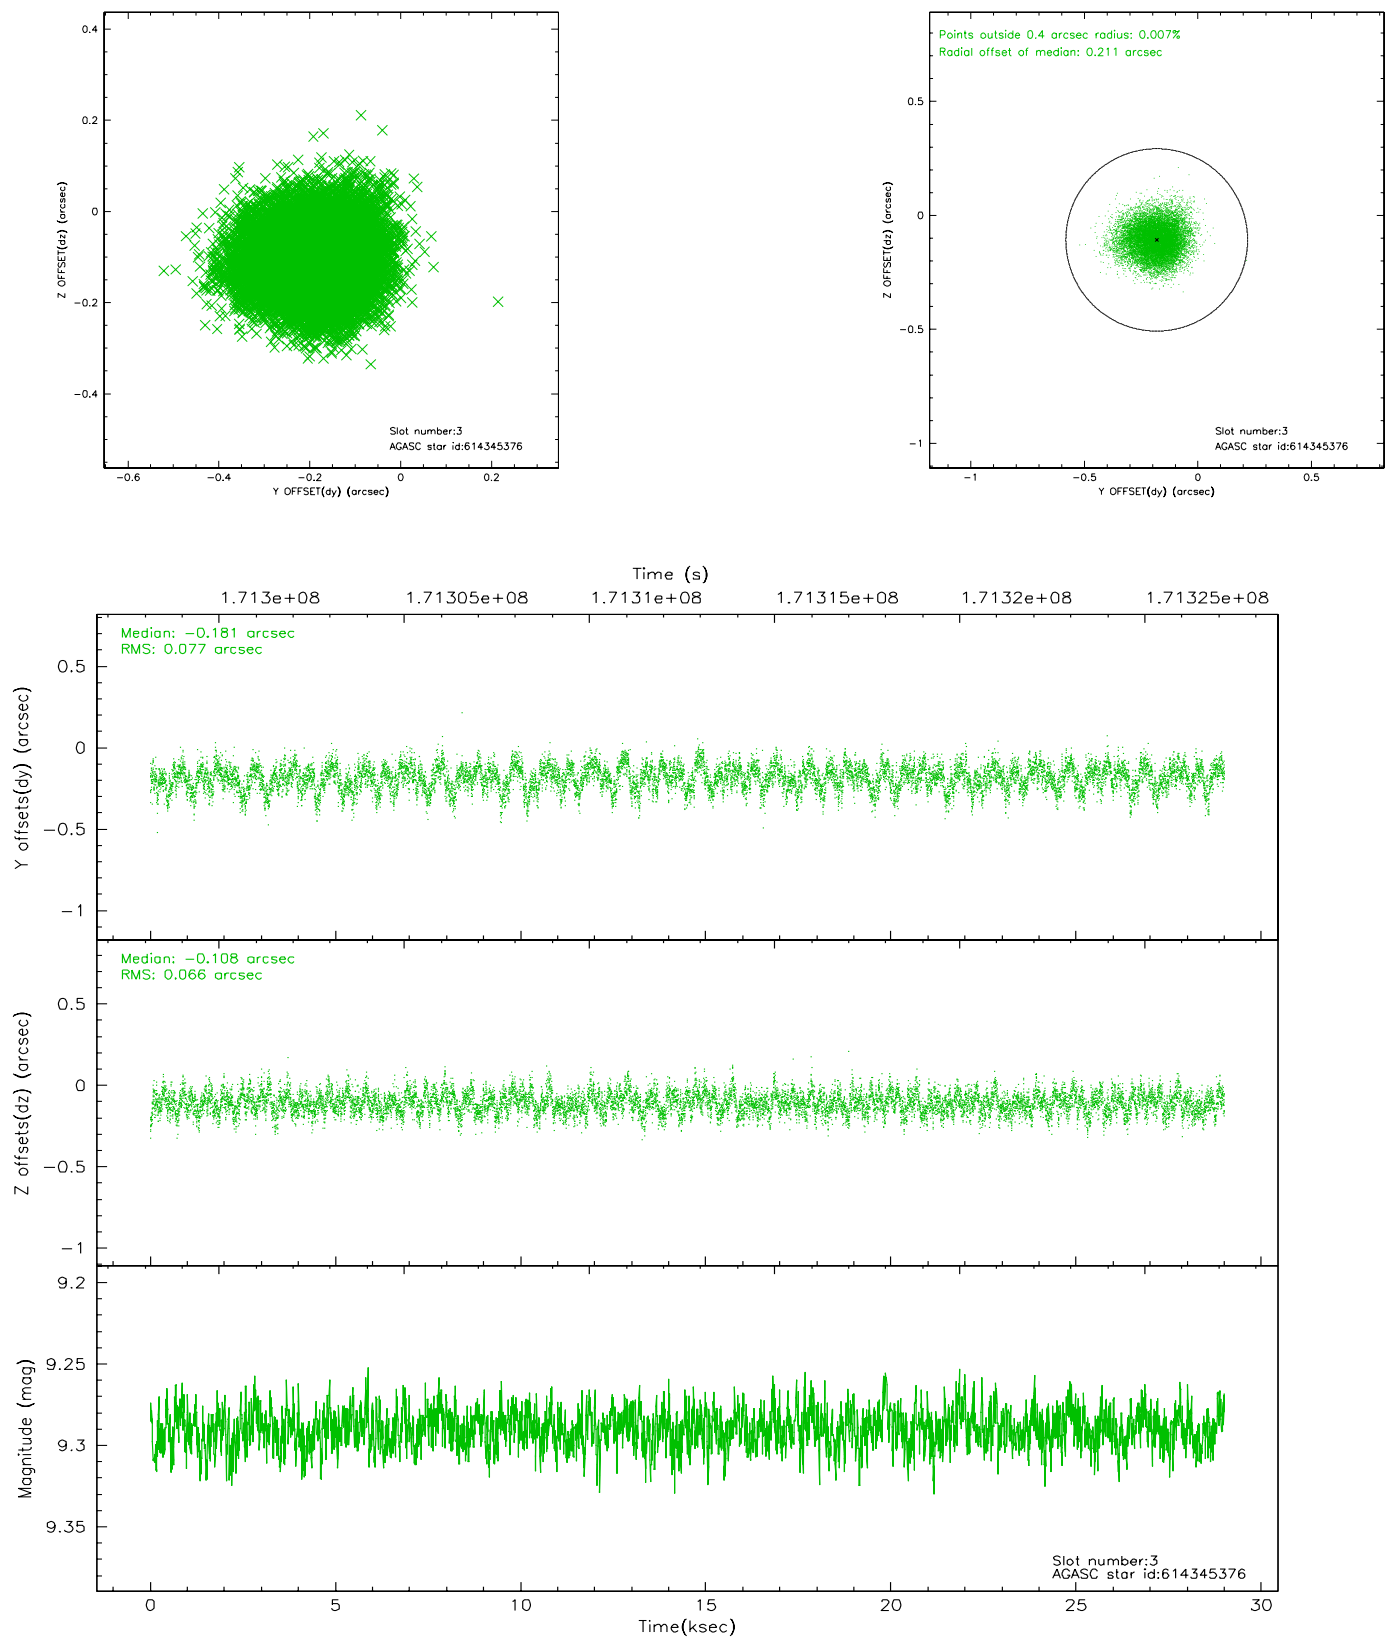 0.4
0.2
0
−0.2
−0.4
Z OFFSET(dz) (arcsec)
Slot number:3
AGASC star id:614345376
−0.6
−0.4
−0.2
0
0.2
Y OFFSET(dy) (arcsec)
Points outside 0.4 arcsec radius: 0.007%
Radial offset of median: 0.211 arcsec
0.5
0
−0.5
−1
Z OFFSET(dz) (arcsec)
Slot number:3
AGASC star id:614345376
−1
−0.5
0
0.5
Y OFFSET(dy) (arcsec)
Time (s)
1.713e+08
1.71305e+08
1.7131e+08
1.71315e+08
1.7132e+08
1.71325e+08
Median: −0.181 arcsec
RMS: 0.077 arcsec
0.5
0
−0.5
−1
Y offsets(dy) (arcsec)
Median: −0.108 arcsec
RMS: 0.066 arcsec
0.5
0
−0.5
−1
Z offsets(dz) (arcsec)
9.2
9.25
9.3
9.35
Magnitude (mag)
Slot number:3
AGASC star id:614345376
0
5
10
15
20
25
30
Time(ksec)